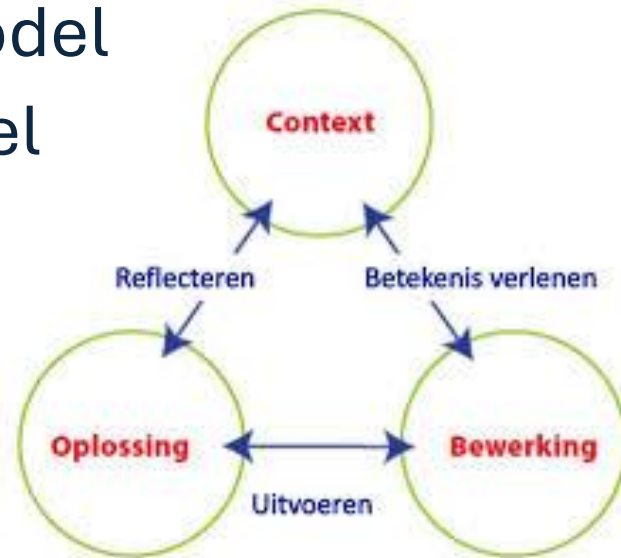 odel
el
Context
Reflecteren
Betekenis verlenen
Oplossing
Bewerking
Uitvoeren